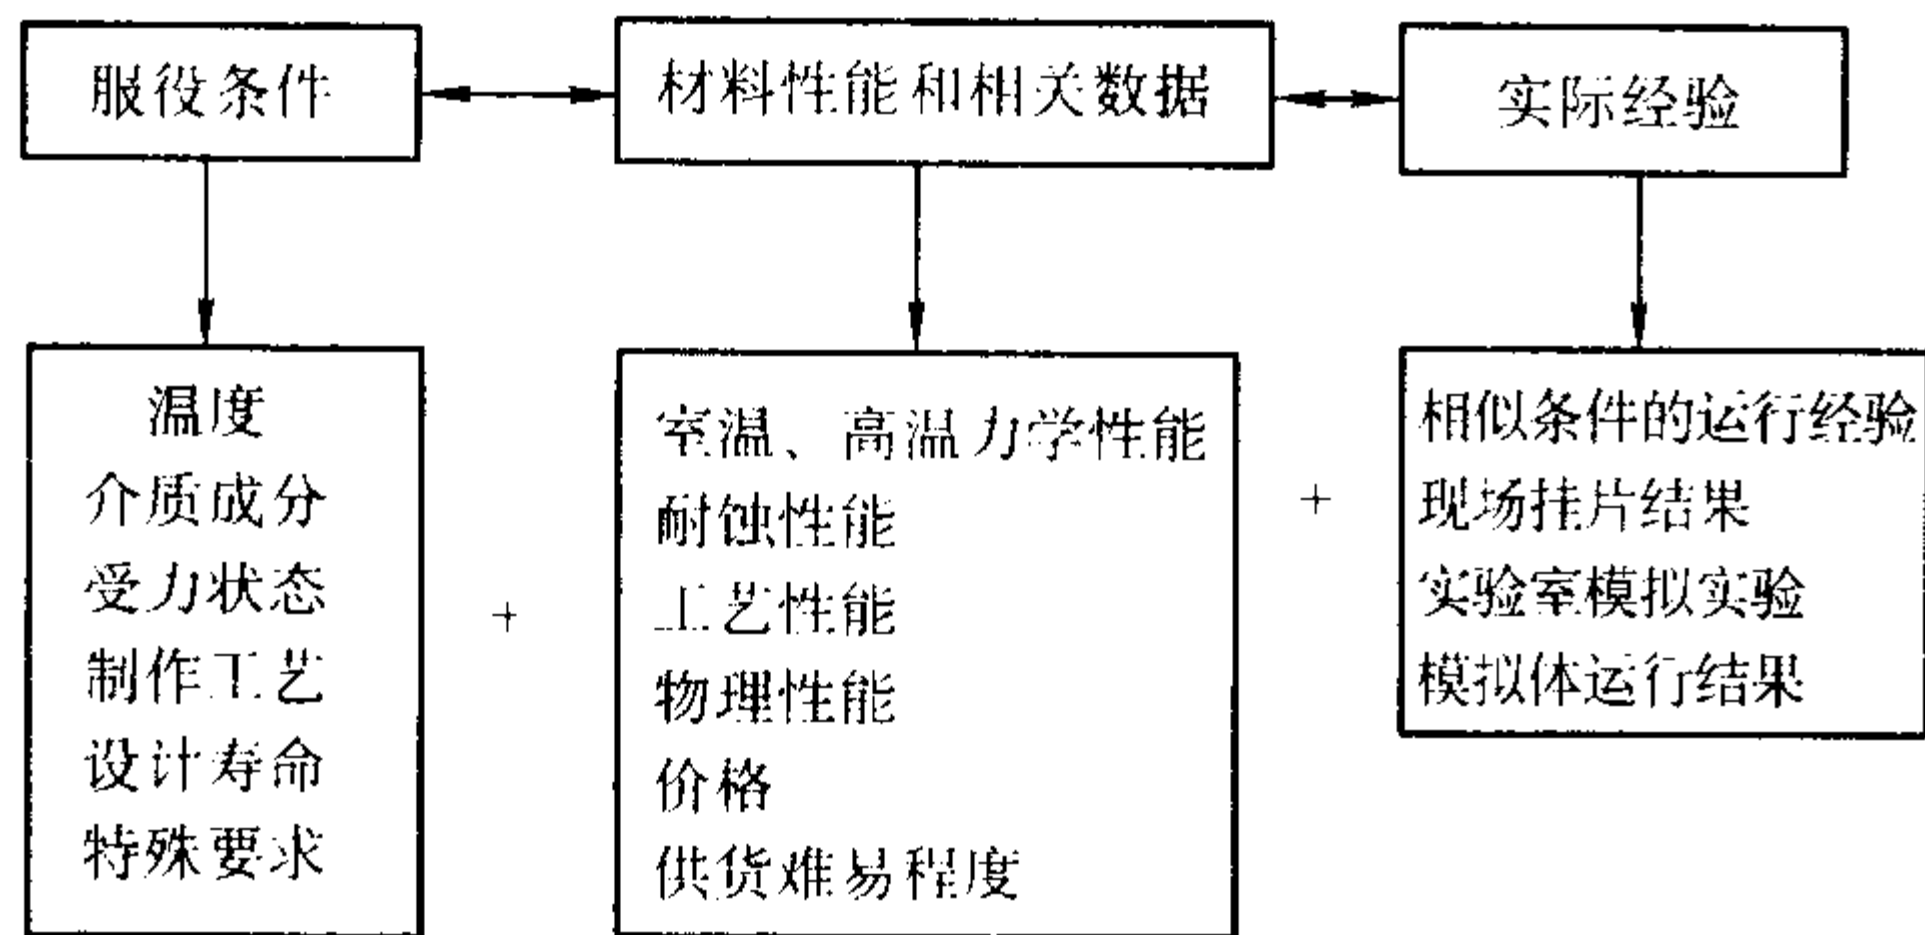 服役条件
材料性能和相关数据
实际经验
温度
介质成分
受力状态
制作工艺
设计寿命
特殊要求
+
室温、高温力学性能
耐蚀性能
工艺性能
物理性能
价格
供货难易程度
+
相似条件的运行经验
现场挂片结果
实验室模拟实验
模拟体运行结果